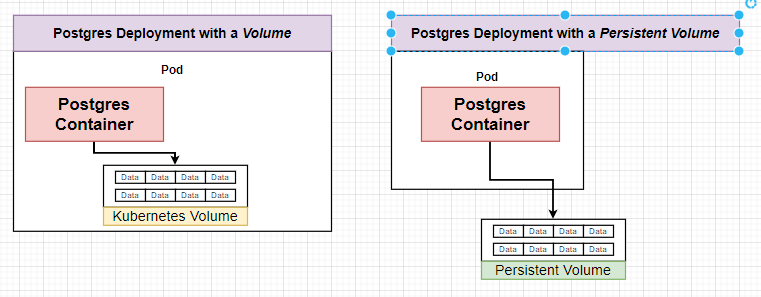 Postgres Deployment with a Volume
Pod
Postgres
Container
Data Data Data Data
Data Data Data Data
Kubernetes Volume
Postgres Deployment with a Persistent Volume
Pod
Postgres
Container
Data Data Data Data
Data Data Data Data
Persistent Volume